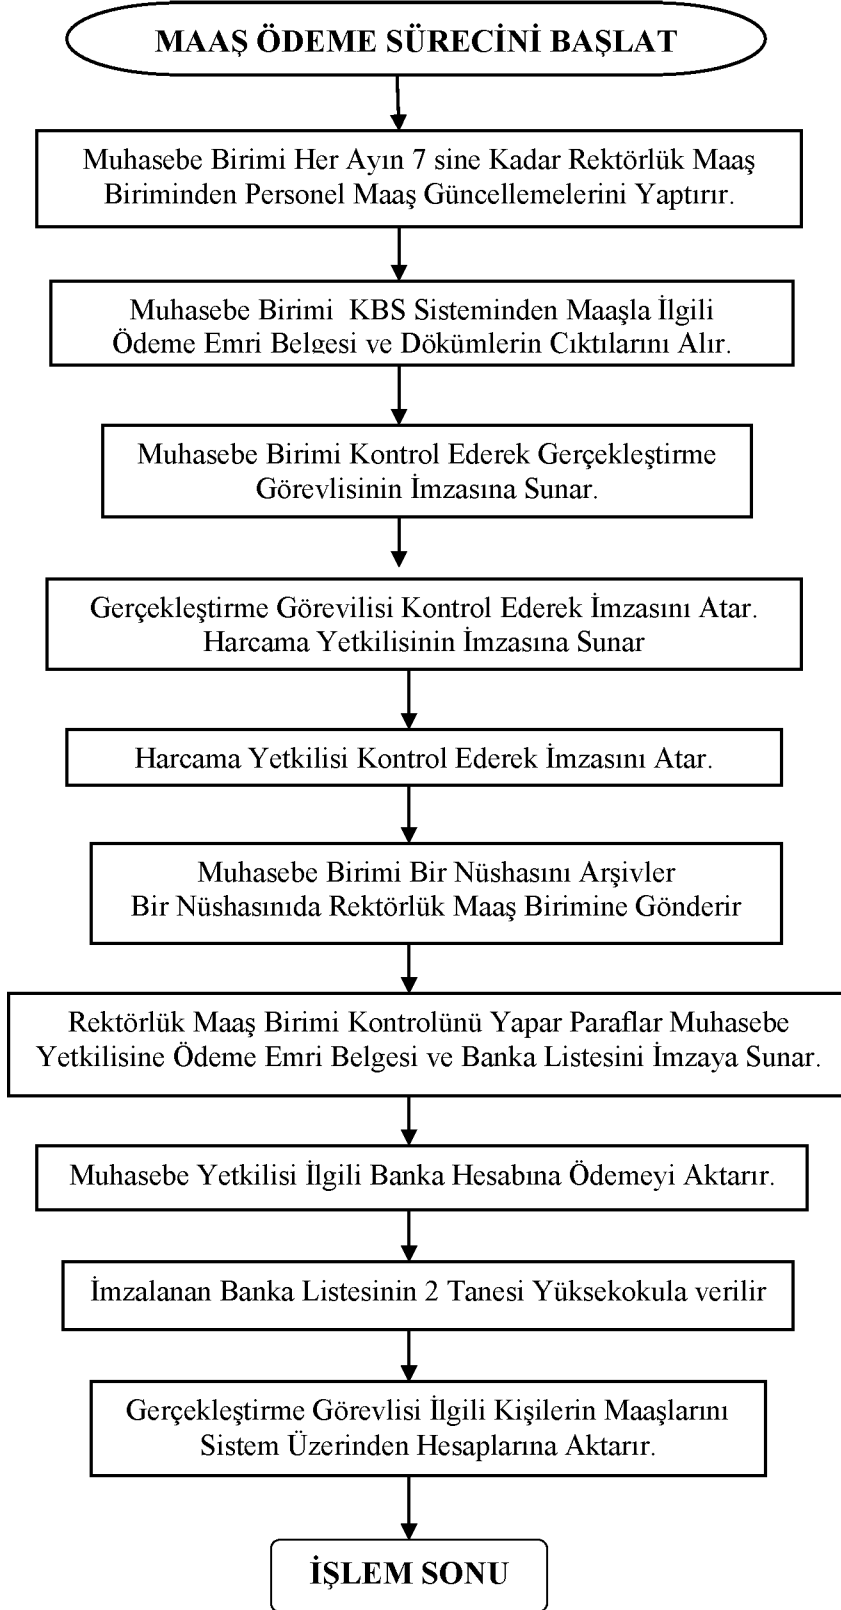 MAAŞ ÖDEME SÜRECİNİ BAŞLAT
Muhasebe Birimi Her Ayın 7 sine Kadar Rektörlük Maaş
Biriminden Personel Maaş Güncellemelerini Yaptırır.
Muhasebe Birimi KBS Sisteminden Maaşla İlgili
Ödeme Emri Belgesi ve Dökümlerin Çıktılarını Alır.
Muhasebe Birimi Kontrol Ederek Gerçekleştirme
Görevlisinin İmzasına Sunar.
Gerçekleştirme Görevilisi Kontrol Ederek İmzasını Atar.
Harcama Yetkilisinin İmzasına Sunar
Harcama Yetkilisi Kontrol Ederek İmzasını Atar.
Muhasebe Birimi Bir Nüshasını Arşivler
Bir Nüshasınıda Rektörlük Maaş Birimine Gönderir
Rektörlük Maaş Birimi Kontrolünü Yapar Paraflar Muhasebe
Yetkilisine Ödeme Emri Belgesi ve Banka Listesini İmzaya Sunar.
Muhasebe Yetkilisi İlgili Banka Hesabına Ödemeyi Aktarır.
İmzalanan Banka Listesinin 2 Tanesi Yüksekokula verilir
Gerçekleştirme Görevlisi İlgili Kişilerin Maaşlarını
Sistem Üzerinden Hesaplarına Aktarır.
İŞLEM SONU